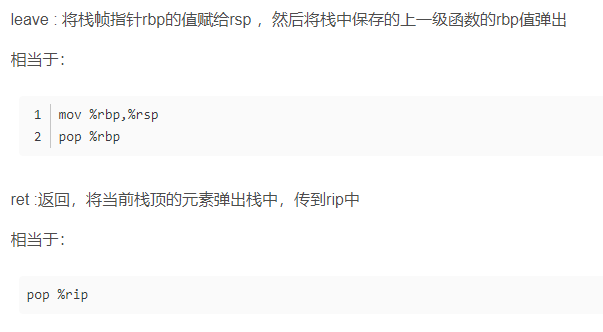 leave : 将栈帧指针rbp的值赋给rsp ，然后将栈中保存的上一级函数的rbp值弹出
相当于：
1 mov %rbp,%rsp
2 pop %rbp
ret :返回，将当前栈顶的元素弹出栈中，传到rip中
相当于：
pop %rip